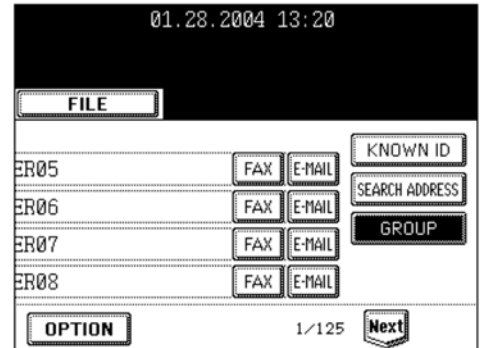 01.28.2004 13:20
FILE
KNOWN ID
ER05 FAX E-MAIL
SEARCH ADDRESS
ER06 FAX E-MAIL
GROUP
ER07 FAX E-MAIL
ER08 FAX E-MAIL
OPTION 1/125 Next